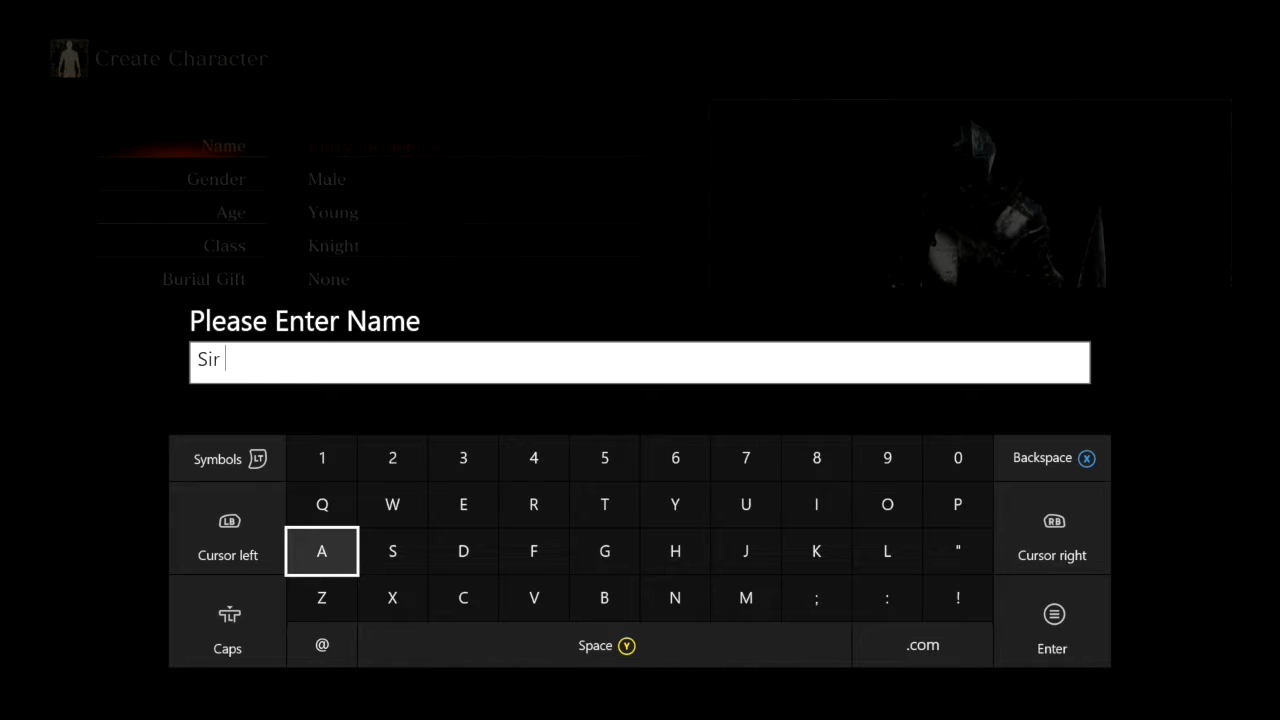 Create Character
Name
Gender Male
Age Young
Class Knight
Burial Gift None
Please Enter Name
Sir
Symbols LT 1 2 3 4 5 6 7 8 9 0 Backspace X
Q W E R T Y U I O P
LB RB
Cursor left A S D F G H J K L " Cursor right
Z X C V B N M ; : !
Caps @ Space Y .com Enter